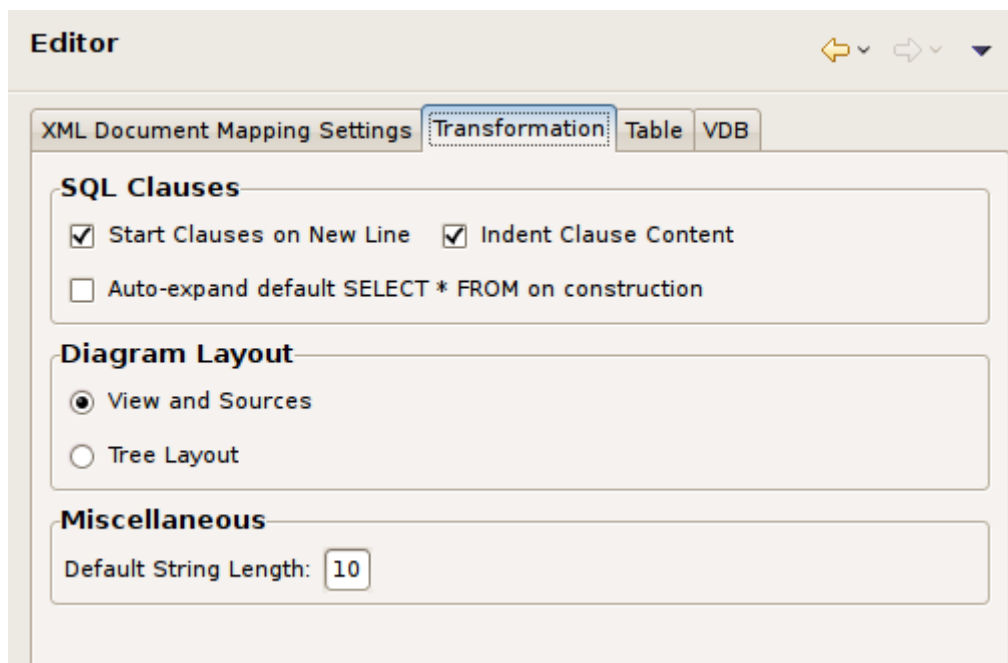 Editor
XML Document Mapping Settings Transformation Table VDB
SQL Clauses
Start Clauses on New Line Indent Clause Content
Auto-expand default SELECT * FROM on construction
Diagram Layout
View and Sources
Tree Layout
Miscellaneous
Default String Length: 10